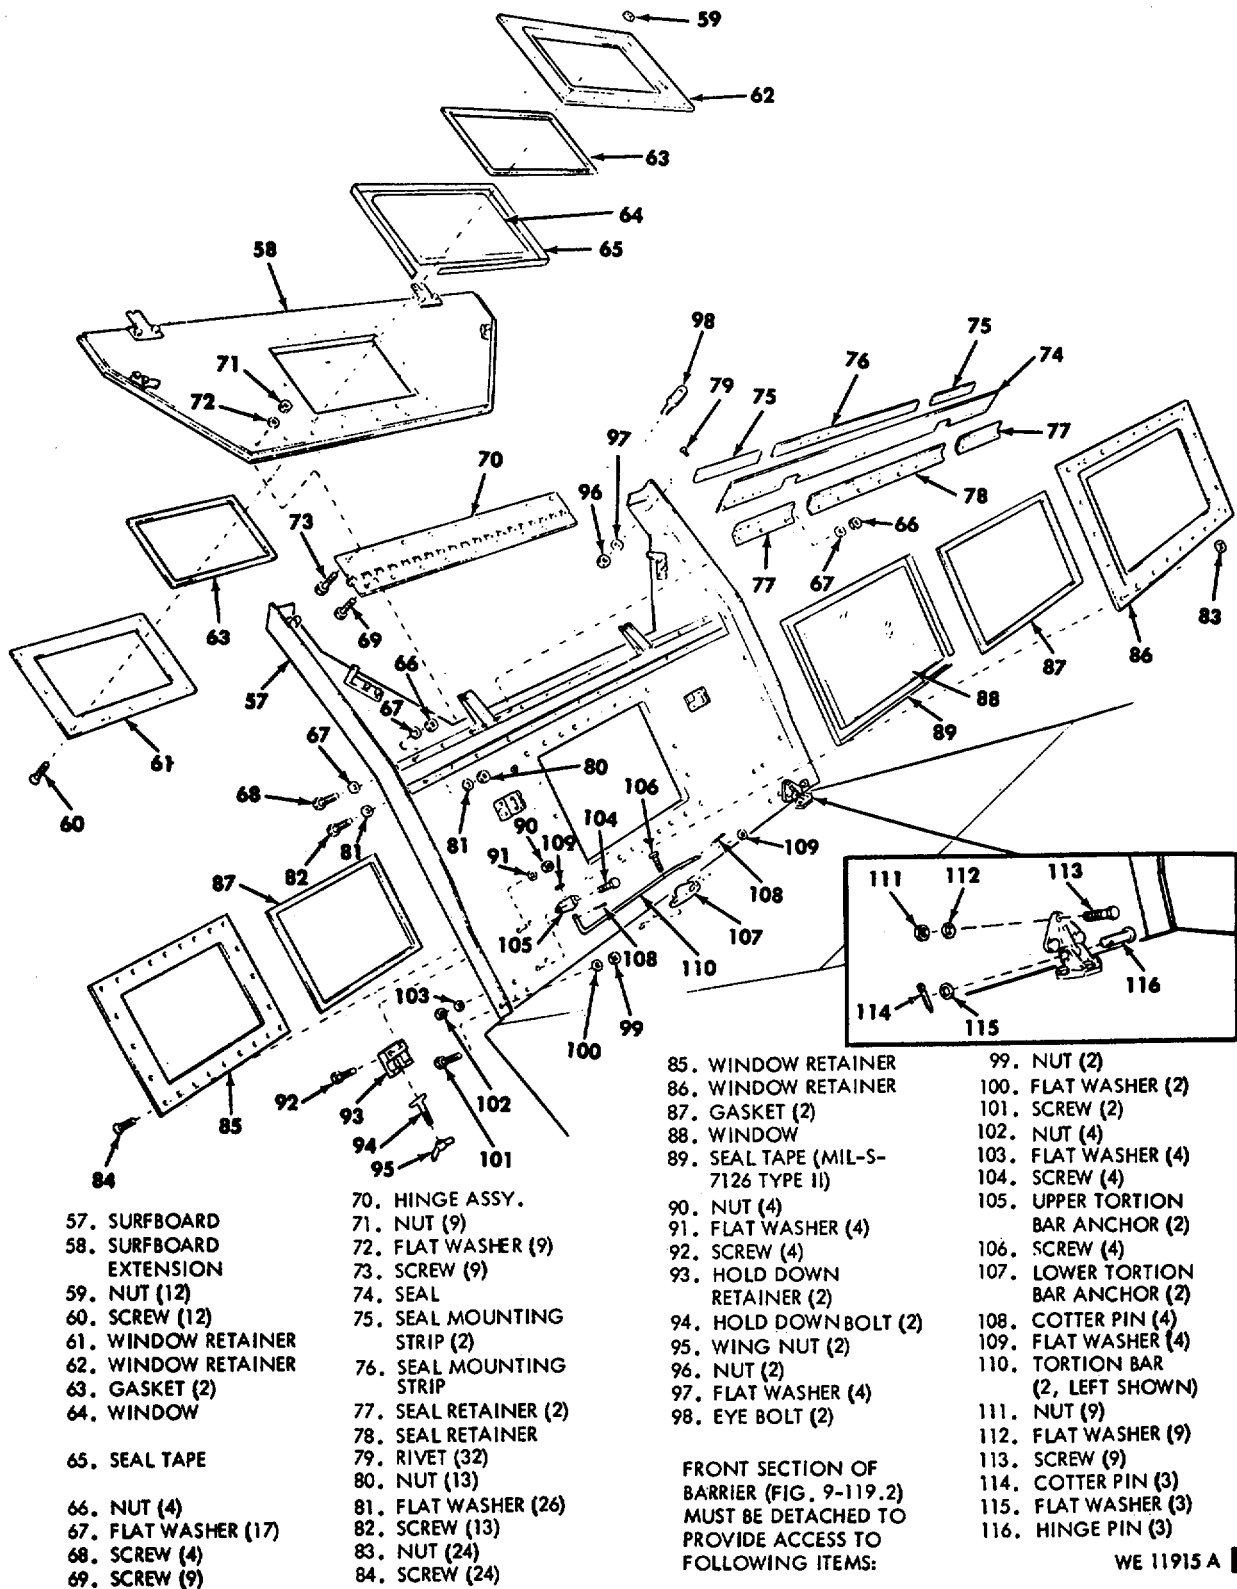 59
62
63
64
65
58
98
75
74
79
76
71
75
72
97
77
70
96
78
73
66
67
77
63
69
83
66
87
86
57
67
88
89
67
61
80
106
68
104
60
81
90
109
109
82
81
91
108
87
111
112
113
105
107
108
110
103
114
116
115
99
100
92
102
85
93
94
101
84
95
57. SURFBOARD
58. SURFBOARD
EXTENSION
59. NUT (12)
60. SCREW (12)
61. WINDOW RETAINER
62. WINDOW RETAINER
63. GASKET (2)
64. WINDOW
65. SEAL TAPE
66. NUT (4)
67. FLAT WASHER (17)
68. SCREW (4)
69. SCREW (9)
70. HINGE ASSY.
71. NUT (9)
72. FLAT WASHER (9)
73. SCREW (9)
74. SEAL
75. SEAL MOUNTING
STRIP (2)
76. SEAL MOUNTING
STRIP
77. SEAL RETAINER (2)
78. SEAL RETAINER
79. RIVET (32)
80. NUT (13)
81. FLAT WASHER (26)
82. SCREW (13)
83. NUT (24)
84. SCREW (24)
85. WINDOW RETAINER
86. WINDOW RETAINER
87. GASKET (2)
88. WINDOW
89. SEAL TAPE (MIL-S-
7126 TYPE II)
90. NUT (4)
91. FLAT WASHER (4)
92. SCREW (4)
93. HOLD DOWN
RETAINER (2)
94. HOLD DOWN BOLT (2)
95. WING NUT (2)
96. NUT (2)
97. FLAT WASHER (4)
98. EYE BOLT (2)
FRONT SECTION OF
BARRIER (FIG. 9-119.2)
MUST BE DETACHED TO
PROVIDE ACCESS TO
FOLLOWING ITEMS:
99. NUT (2)
100. FLAT WASHER (2)
101. SCREW (2)
102. NUT (4)
103. FLAT WASHER (4)
104. SCREW (4)
105. UPPER TORTION
BAR ANCHOR (2)
106. SCREW (4)
107. LOWER TORTION
BAR ANCHOR (2)
108. COTTER PIN (4)
109. FLAT WASHER (4)
110. TORTION BAR
(2, LEFT SHOWN)
111. NUT (9)
112. FLAT WASHER (9)
113. SCREW (9)
114. COTTER PIN (3)
115. FLAT WASHER (3)
116. HINGE PIN (3)
WE 11915 A